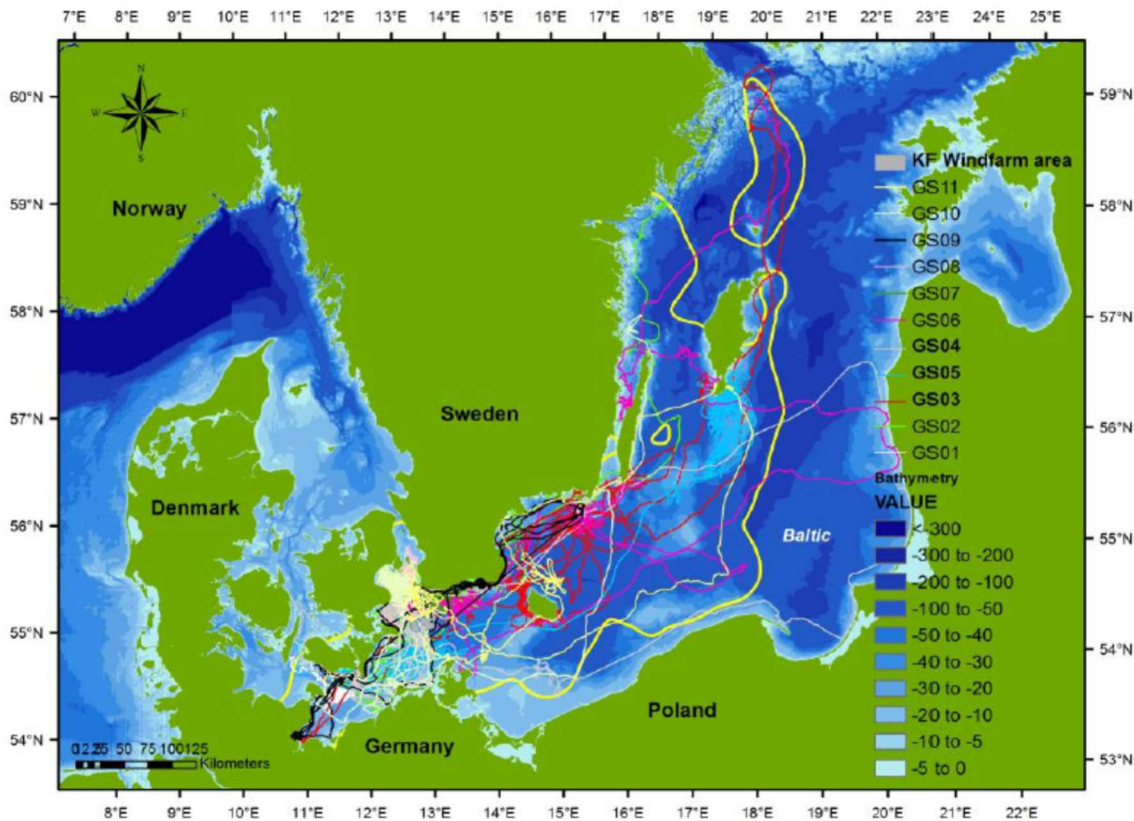 7°E 8°E 9°E 10°E 11°E 12°E 13°E 14°E 15°E 16°E 17°E 18°E 19°E 20°E 21°E 22°E 23°E 24°E 25°E
N
W E
S
60°N
59°N
58°N
57°N
56°N
55°N
54°N
59°N
58°N
57°N
56°N
55°N
54°N
53°N
Norway
Sweden
Denmark
Baltic
Poland
Germany
KF Windfarm area
GS11
GS10
GS09
GS08
GS07
GS06
GS04
GS05
GS03
GS02
GS01
Bathymetry
VALUE
< -300
-300 to -200
-200 to -100
-100 to -50
-50 to -40
-40 to -30
-30 to -20
-20 to -10
-10 to -5
-5 to 0
50 75 100 125
Kilometers
8°E 9°E 10°E 11°E 12°E 13°E 14°E 15°E 16°E 17°E 18°E 19°E 20°E 21°E 22°E